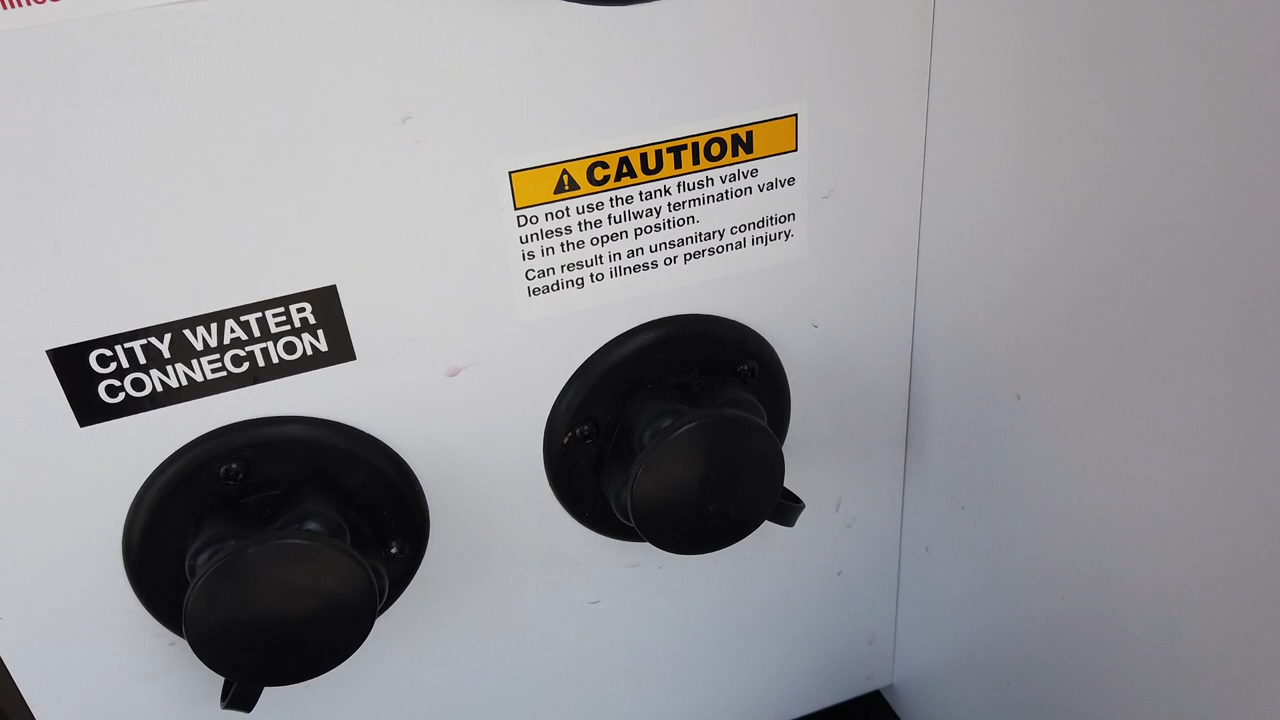 CAUTION
Do not use the tank flush valve
unless the fullway termination valve
is in the open position.
Can result in an unsanitary condition
leading to illness or personal injury.
CITY WATER
CONNECTION